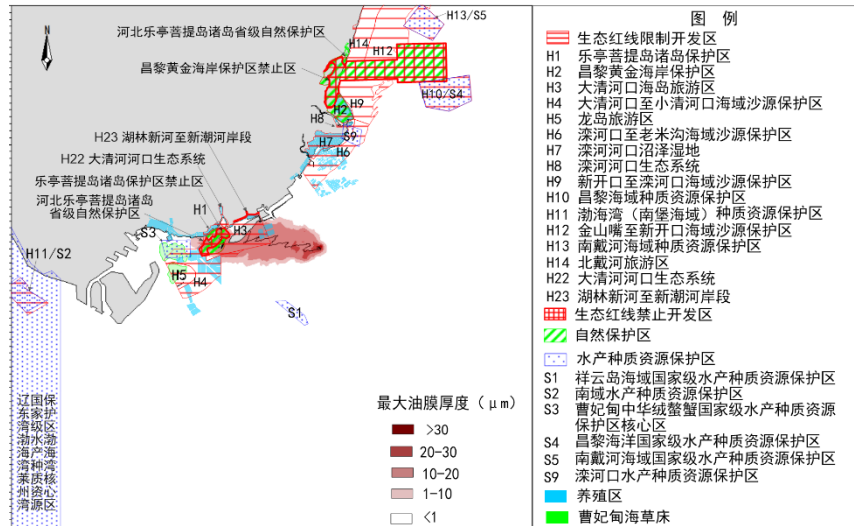 河北乐亭菩提岛诸岛省级自然保护区
H13/S5
N
H14
H12
昌黎黄金海岸保护区禁止区
H10/S4
H2
H9
H8
S9
H7
H6
H23 湖林新河至新潮河岸段
H22 大清河河口生态系统
乐亭菩提岛诸岛保护区禁止区
河北乐亭菩提岛诸岛
省级自然保护区
H1
S3
H3
H11/S2
H5
H4
S1
辽国保
东家护
湾级区
渤水渤
海产海
湾种湾
莱质核
州资心
湾源区
最大油膜厚度（μm）
>30
20-30
10-20
1-10
<1
图 例
生态红线限制开发区
H1 乐亭菩提岛诸岛保护区
H2 昌黎黄金海岸保护区
H3 大清河口海岛旅游区
H4 大清河口至小清河口海域沙源保护区
H5 龙岛旅游区
H6 滦河口至老米沟海域沙源保护区
H7 滦河河口沼泽湿地
H8 滦河河口生态系统
H9 新开口至滦河口海域沙源保护区
H10 昌黎海域种质资源保护区
H11 渤海湾（南堡海域）种质资源保护区
H12 金山嘴至新开口海域沙源保护区
H13 南戴河海域种质资源保护区
H14 北戴河旅游区
H22 大清河河口生态系统
H23 湖林新河至新潮河岸段
生态红线禁止开发区
自然保护区
水产种质资源保护区
S1 祥云岛海域国家级水产种质资源保护区
S2 南域水产种质资源保护区
S3 曹妃甸中华绒螯蟹国家级水产种质资源
保护区核心区
S4 昌黎海洋国家级水产种质资源保护区
S5 南戴河海域国家级水产种质资源保护区
S9 滦河口水产种质资源保护区
养殖区
曹妃甸海草床